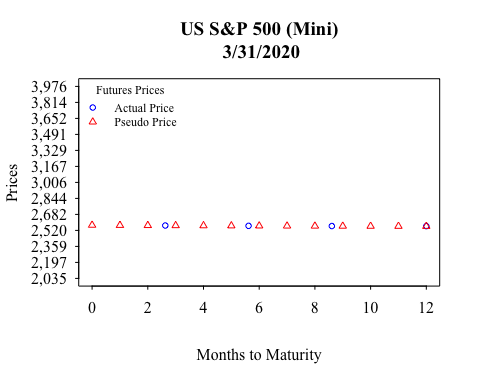 US S&P 500 (Mini)
3/31/2020
Futures Prices
Actual Price
Pseudo Price
Prices
3,976
3,814
3,652
3,491
3,329
3,167
3,006
2,844
2,682
2,520
2,359
2,197
2,035
0 2 4 6 8 10 12
Months to Maturity